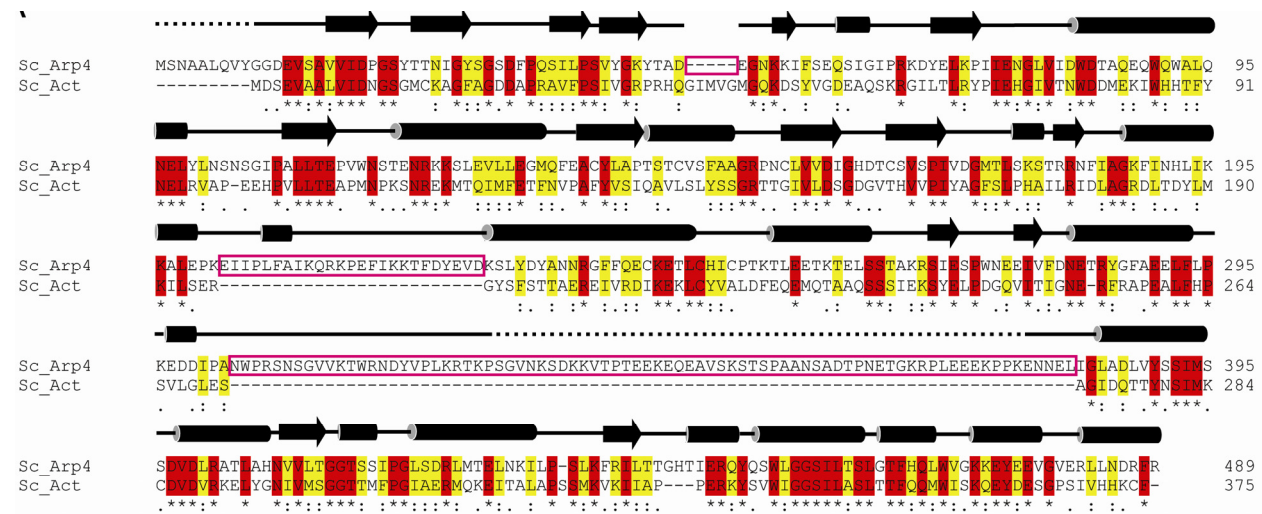 Sc_Arp4 MSNAALQVYGGDEVSAVVIDPGSYTTNIGYSGSDFPQSILPSVYGKYTAD-----EGNKKIFSEQSIGIPRKDYELKPIIENGLVIDWDTAQEQWQWALQ 95
Sc_Act ---------MDSEVAALVIDNGSGMCKAGFAGDDAPRAVFPSIVGRPRHQGIMVGMGQKDSYVGDEAQSKRGILTLRYPIEHGIVTNWDDMEKIWHHTFY 91
Sc_Arp4 NELYLNSNSGIPALLTEPVWNSTENRKKSLEVLLEGMQFEACYLAPTSTCVSFAAGRPNCLVVDIGHDTCSVSPIVDGMTLSKSTRRNFIAGKFINHLIK 195
Sc_Act NELRVAP-EEHPVLLTEAPMNPKSNREKMTQIMFETFNVPAFYVSIQAVLSLYSSGRTTGIVLDSGDGVTHVVPIYAGFSLPHAILRIDLAGRDLTDYLM 190
Sc_Arp4 KALEPKEIIPLFAIKQRKPEFIKKTFDYEVDKSLYDYANNRGFFQECKETLCHICPTKTLEETKTELSSTAKRSIESPWNEEIVFDNETRYGFAEELFLP 295
Sc_Act KILSER-------------------------GYSFSTTAEREIVRDIKEKLCYVALDFEQEMQTAAQSSSIEKSYELPDGQVITIGNE-RFRAPEALFHP 264
Sc_Arp4 KEDDIPANWPRSNSGVVKTWRNDYVPLKRTKPSGVNKSDKKVTPTEEKEQEAVSKSTSPAANSADTPNETGKRPLEEEKPPKENNELIGLADLVYSSIMS 395
Sc_Act SVLGLES--------------------------------------------------------------------------------AGIDQTTYNSIMK 284
Sc_Arp4 SDVDLRATLAHNVVLTGGTSSIPGLSDRLMTELNKILP-SLKFRILTTGHTIERQYQSWLGGSILTSLGTFHQLWVGKKEYEEVGVERLLNDRFR 489
Sc_Act CDVDVRKELYGNIVMSGGTTMFPGIAERMQKEITALAPSSMKVKIIAP---PERKYSVWIGGSILASLTTFQQMWISKQEYDESGPSIVHHKCF- 375